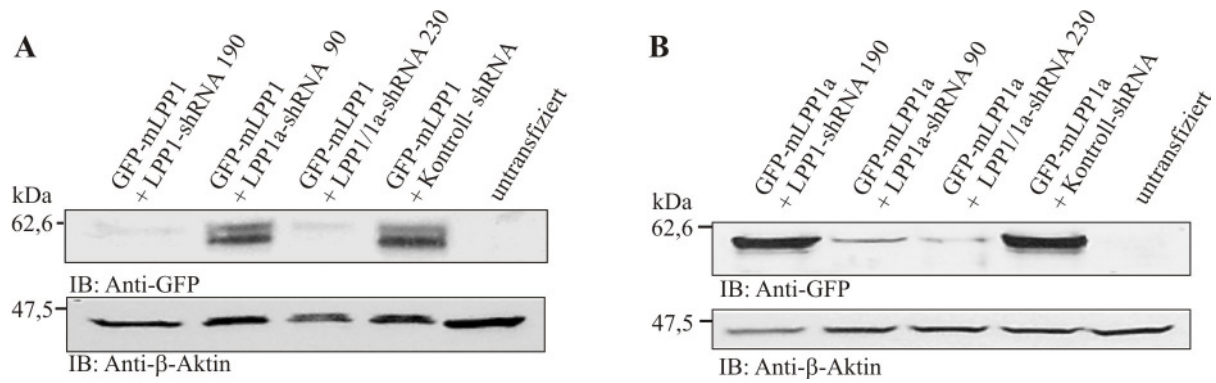 A
GFP-mLPP1
+ LPP1-shRNA 190
GFP-mLPP1
+ LPP1a-shRNA 90
GFP-mLPP1
+ LPP1/1a-shRNA 230
GFP-mLPP1
+ Kontroll- shRNA
untransfiziert
kDa
62,6
IB: Anti-GFP
47,5
IB: Anti-β-Aktin
B
GFP-mLPP1a
+ LPP1-shRNA 190
GFP-mLPP1a
+ LPP1a-shRNA 90
GFP-mLPP1a
+ LPP1/1a-shRNA 230
GFP-mLPP1a
+ Kontroll-shRNA
untransfiziert
kDa
62,6
IB: Anti-GFP
47,5
IB: Anti-β-Aktin